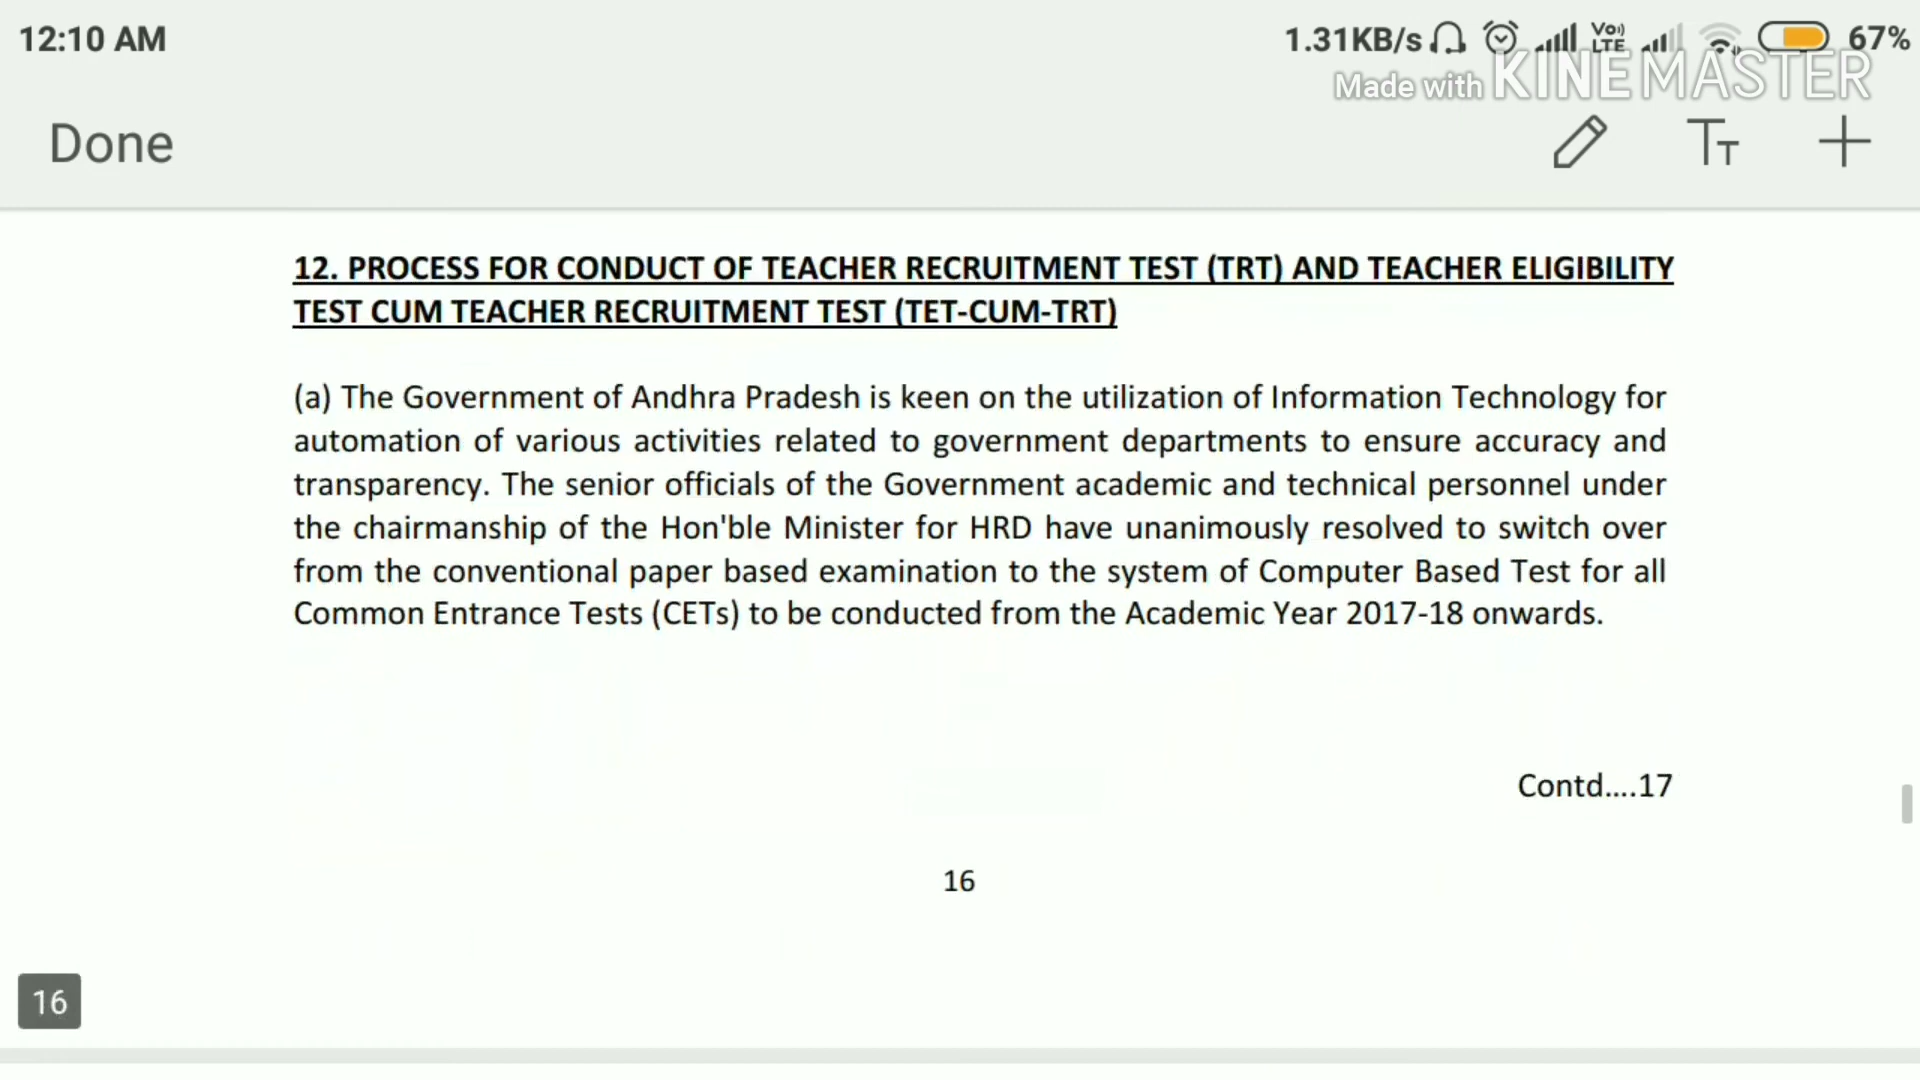 12:10 AM
1.31KB/s
Vo))
LTE
67%
Made with KINEMASTER
Done
TT
12. PROCESS FOR CONDUCT OF TEACHER RECRUITMENT TEST (TRT) AND TEACHER ELIGIBILITY
TEST CUM TEACHER RECRUITMENT TEST (TET-CUM-TRT)
(a) The Government of Andhra Pradesh is keen on the utilization of Information Technology for
automation of various activities related to government departments to ensure accuracy and
transparency. The senior officials of the Government academic and technical personnel under
the chairmanship of the Hon'ble Minister for HRD have unanimously resolved to switch over
from the conventional paper based examination to the system of Computer Based Test for all
Common Entrance Tests (CETs) to be conducted from the Academic Year 2017-18 onwards.
Contd....17
16
16